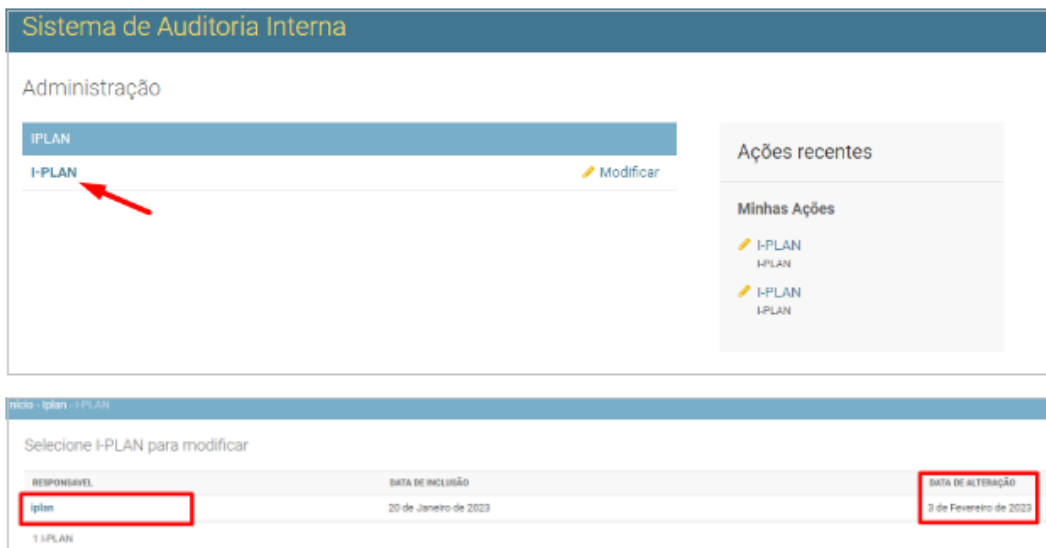 Sistema de Auditoria Interna
Administração
IPLAN
I-PLAN
Modificar
Ações recentes
Minhas Ações
I-PLAN
I-PLAN
I-PLAN
I-PLAN
Início › Iplan › I-PLAN
Selecione I-PLAN para modificar
RESPONSAVEL DATA DE INCLUSÃO DATA DE ALTERAÇÃO
iplan 20 de Janeiro de 2023 3 de Fevereiro de 2023
1 I-PLAN